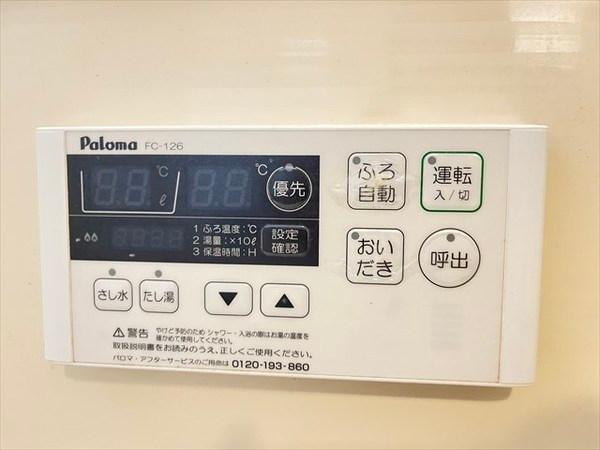 Paloma FC-126
℃ ℃
88 ℓ 88 優先
1 ふろ温度:℃
2 湯量:×10ℓ
3 保温時間:H
設定
確認
ふろ
自動
運転
入/切
おい
だき
呼出
さし水 たし湯 ▼ ▲
⚠警告 やけど予防のため シャワー・入浴の際はお湯の温度を
確かめて使用してください。
取扱説明書をお読みのうえ、正しくご使用ください。
パロマ・アフターサービスのご用命は 0120-193-860